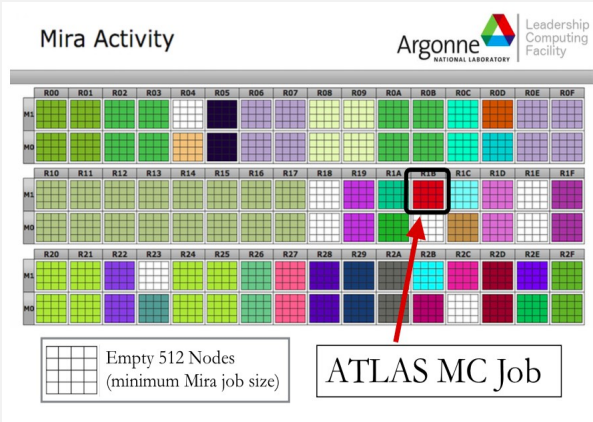 Mira Activity
Argonne
NATIONAL LABORATORY
Leadership
Computing
Facility
R00 R01 R02 R03 R04 R05 R06 R07 R08 R09 R0A R0B R0C R0D R0E R0F
M1
M0
R10 R11 R12 R13 R14 R15 R16 R17 R18 R19 R1A R1B R1C R1D R1E R1F
M1
M0
R20 R21 R22 R23 R24 R25 R26 R27 R28 R29 R2A R2B R2C R2D R2E R2F
M1
M0
Empty 512 Nodes
(minimum Mira job size)
ATLAS MC Job